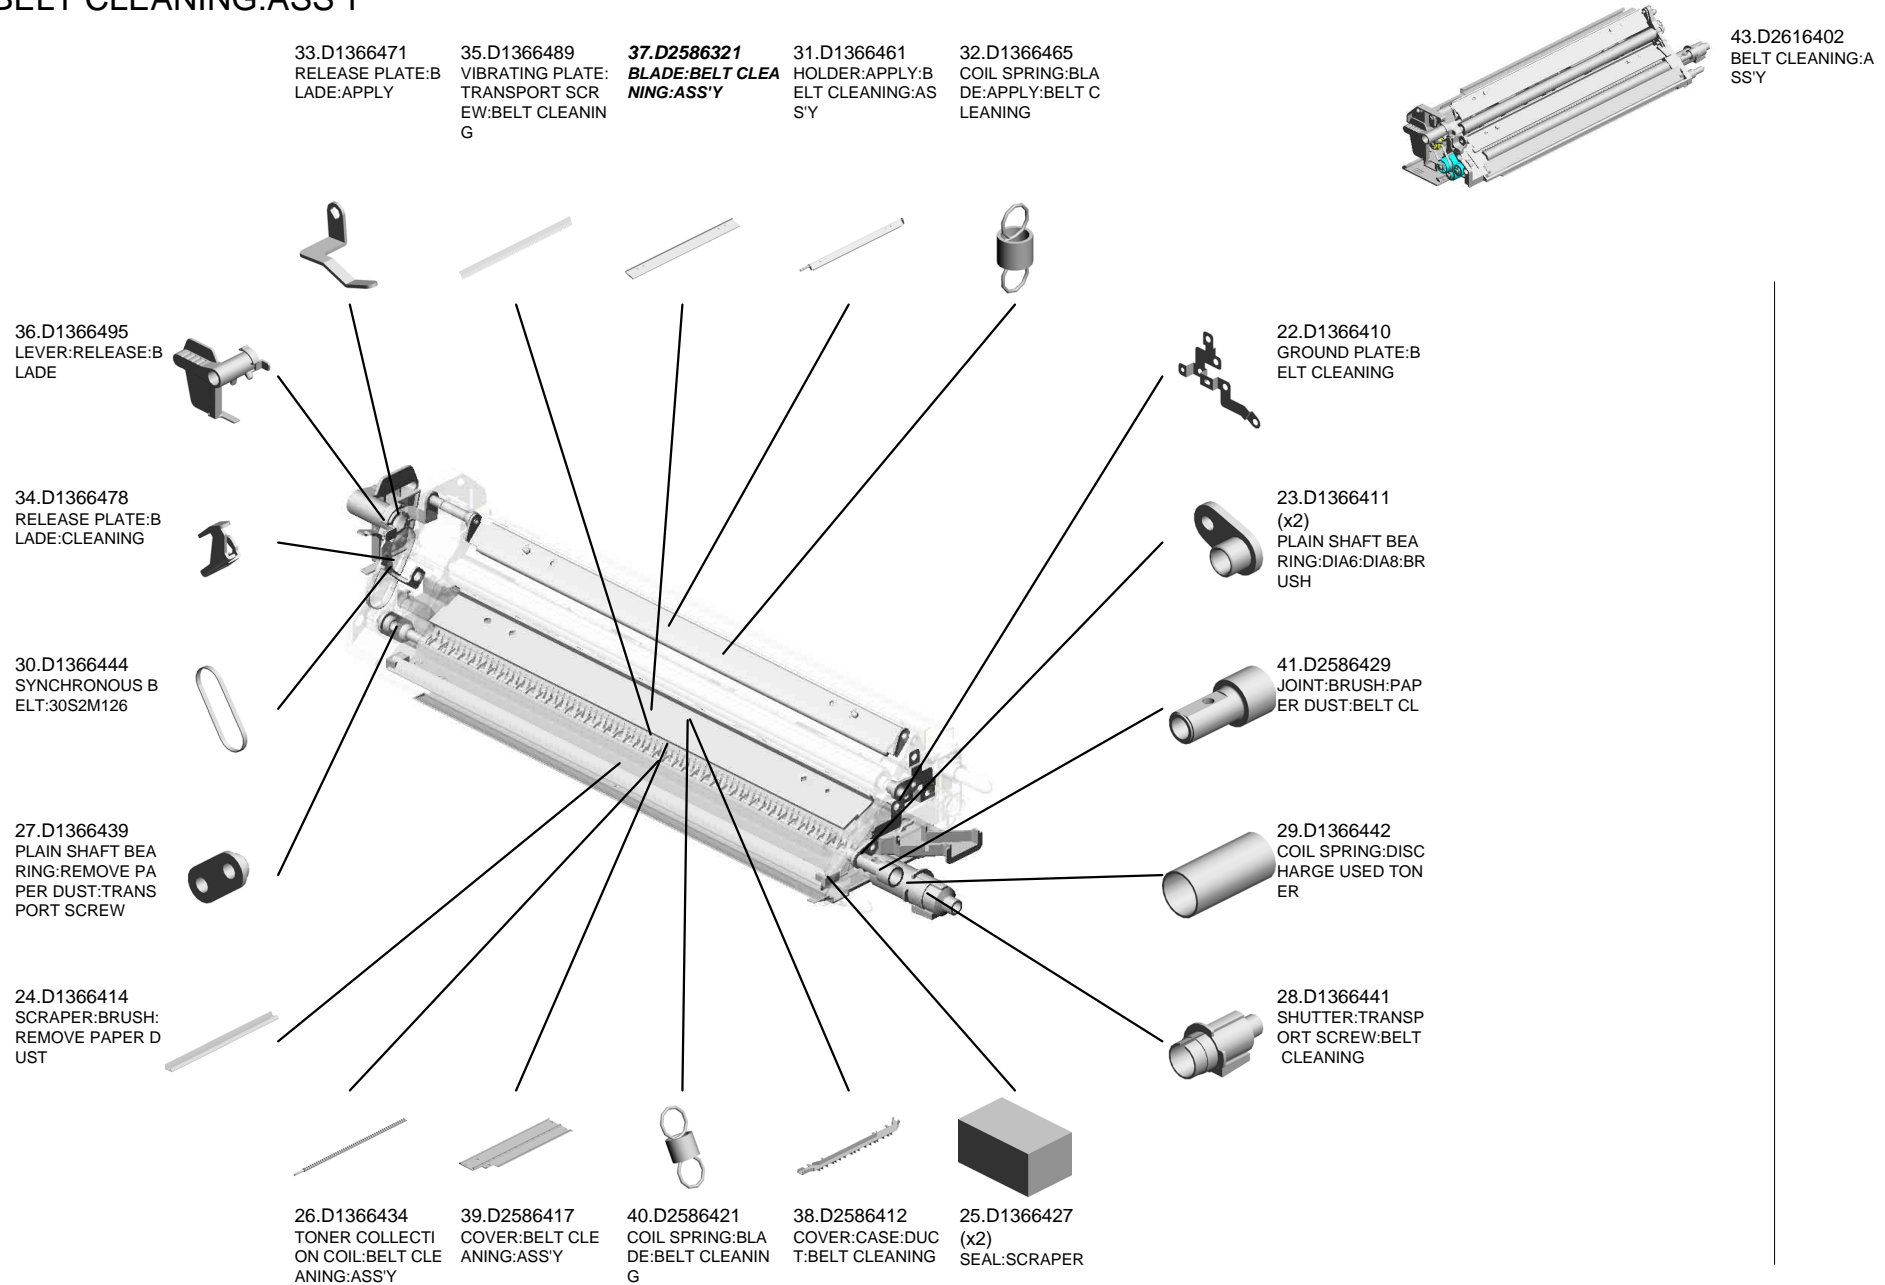 BELT CLEANING:ASS'Y
33.D1366471
RELEASE PLATE:B
LADE:APPLY
35.D1366489
VIBRATING PLATE:
TRANSPORT SCR
EW:BELT CLEANIN
G
37.D2586321
BLADE:BELT CLEA
NING:ASS'Y
31.D1366461
HOLDER:APPLY:B
ELT CLEANING:AS
S'Y
32.D1366465
COIL SPRING:BLA
DE:APPLY:BELT C
LEANING
43.D2616402
BELT CLEANING:A
SS'Y
36.D1366495
LEVER:RELEASE:B
LADE
22.D1366410
GROUND PLATE:B
ELT CLEANING
34.D1366478
RELEASE PLATE:B
LADE:CLEANING
23.D1366411
(x2)
PLAIN SHAFT BEA
RING:DIA6:DIA8:BR
USH
30.D1366444
SYNCHRONOUS B
ELT:30S2M126
41.D2586429
JOINT:BRUSH:PAP
ER DUST:BELT CL
27.D1366439
PLAIN SHAFT BEA
RING:REMOVE PA
PER DUST:TRANS
PORT SCREW
29.D1366442
COIL SPRING:DISC
HARGE USED TON
ER
24.D1366414
SCRAPER:BRUSH:
REMOVE PAPER D
UST
28.D1366441
SHUTTER:TRANSP
ORT SCREW:BELT
CLEANING
26.D1366434
TONER COLLECTI
ON COIL:BELT CLE
ANING:ASS'Y
39.D2586417
COVER:BELT CLE
ANING:ASS'Y
40.D2586421
COIL SPRING:BLA
DE:BELT CLEANIN
G
38.D2586412
COVER:CASE:DUC
T:BELT CLEANING
25.D1366427
(x2)
SEAL:SCRAPER